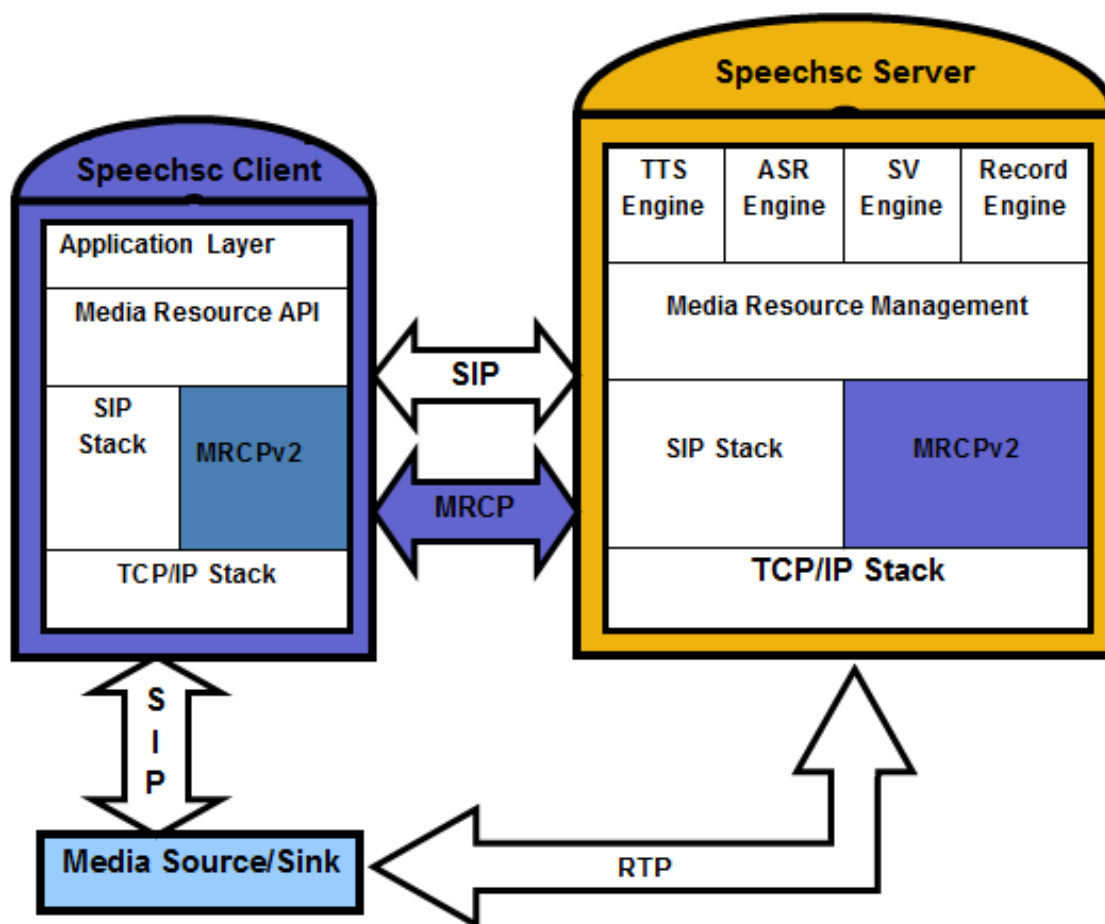 Speechsc Client
Application Layer
Media Resource API
SIP
Stack
MRCPv2
TCP/IP Stack
SIP
MRCP
Speechsc Server
TTS
Engine
ASR
Engine
SV
Engine
Record
Engine
Media Resource Management
SIP Stack
MRCPv2
TCP/IP Stack
S
I
P
Media Source/Sink
RTP